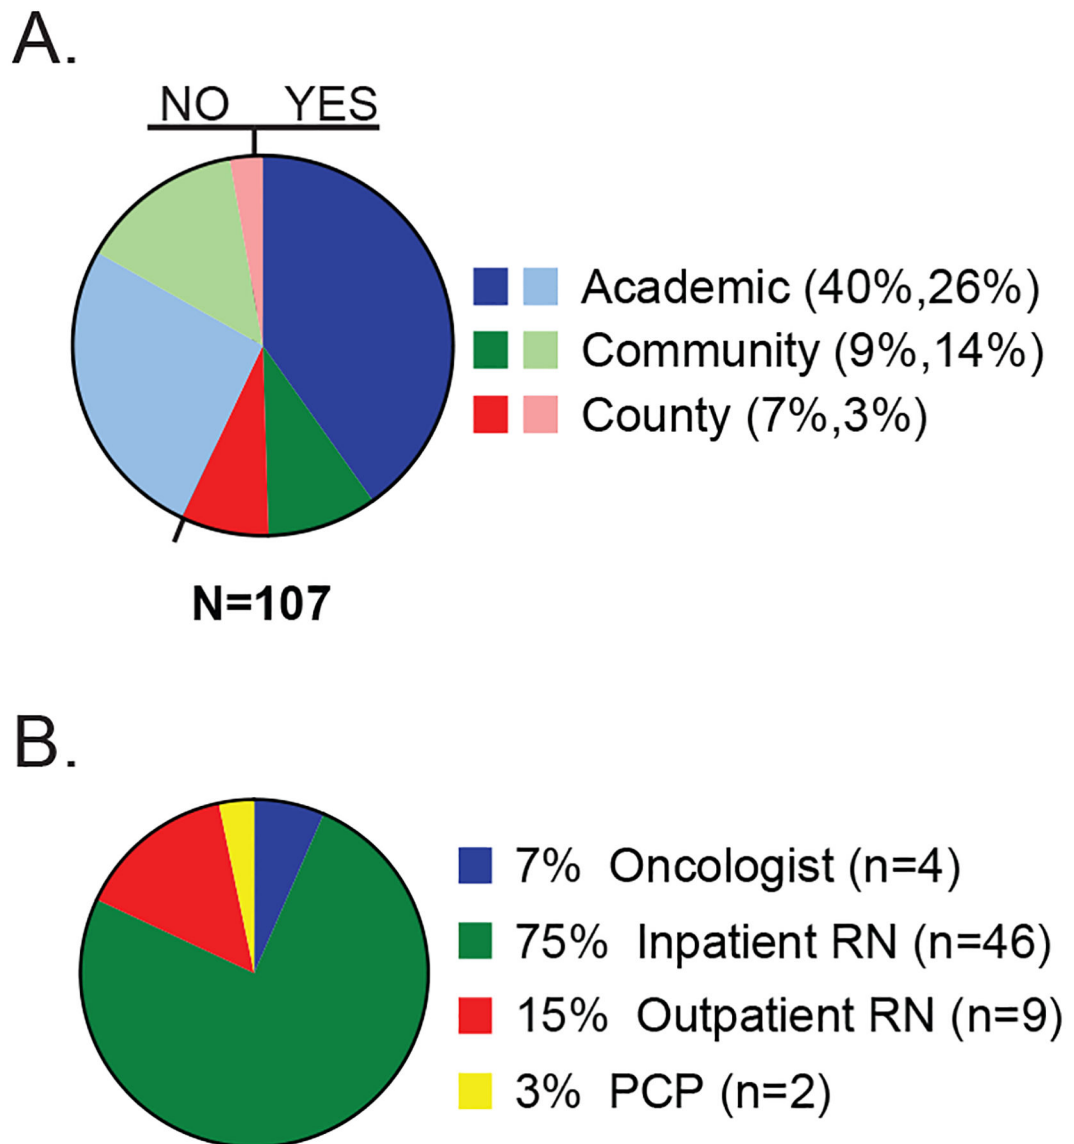 A.
NO YES
Academic (40%,26%)
Community (9%,14%)
County (7%,3%)
N=107
B.
7% Oncologist (n=4)
75% Inpatient RN (n=46)
15% Outpatient RN (n=9)
3% PCP (n=2)